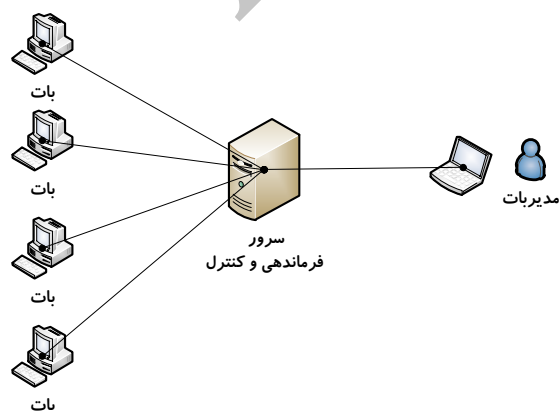 بات
بات
بات
بات
سرور
فرماندهی و کنترل
مدیربات